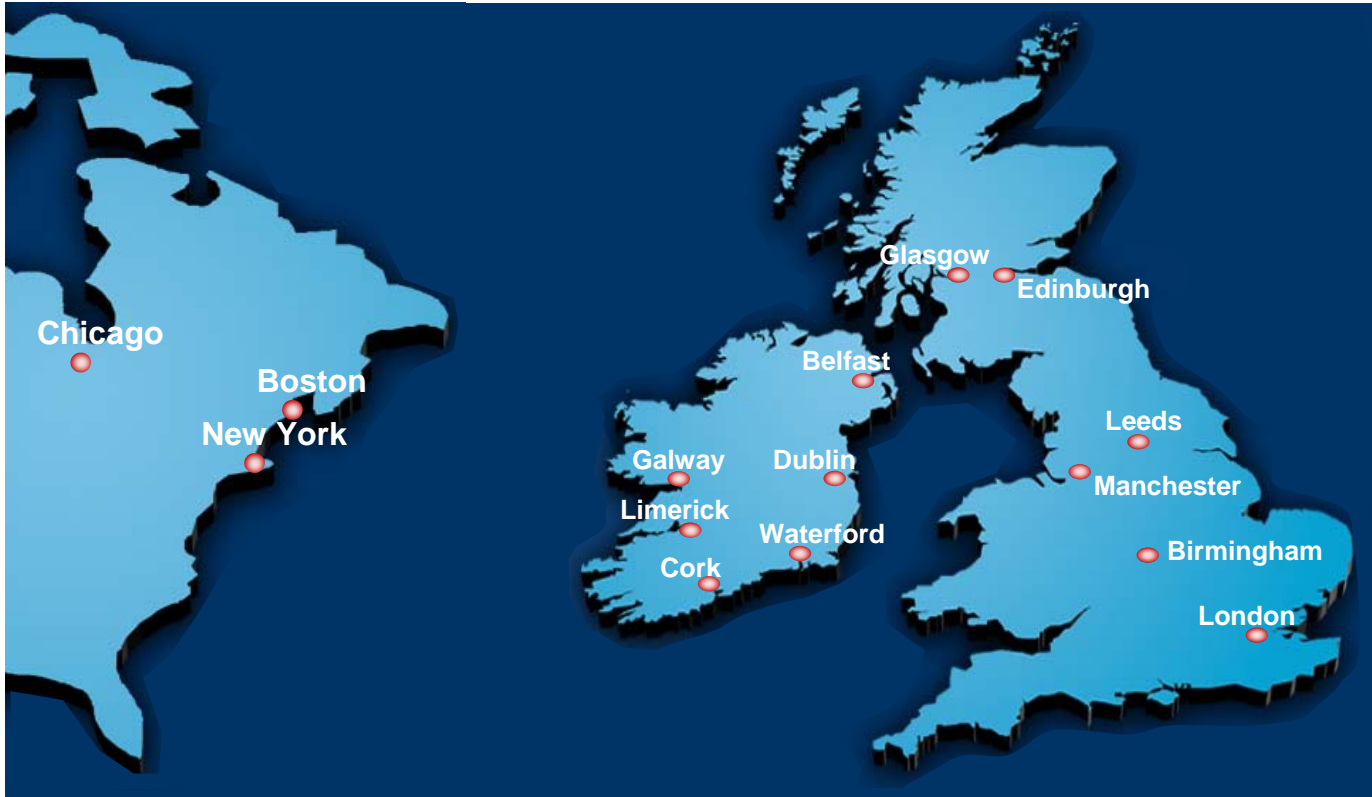 Glasgow
Edinburgh
Chicago
Belfast
Boston
Leeds
New York
Galway
Dublin
Manchester
Limerick
Waterford
Birmingham
Cork
London